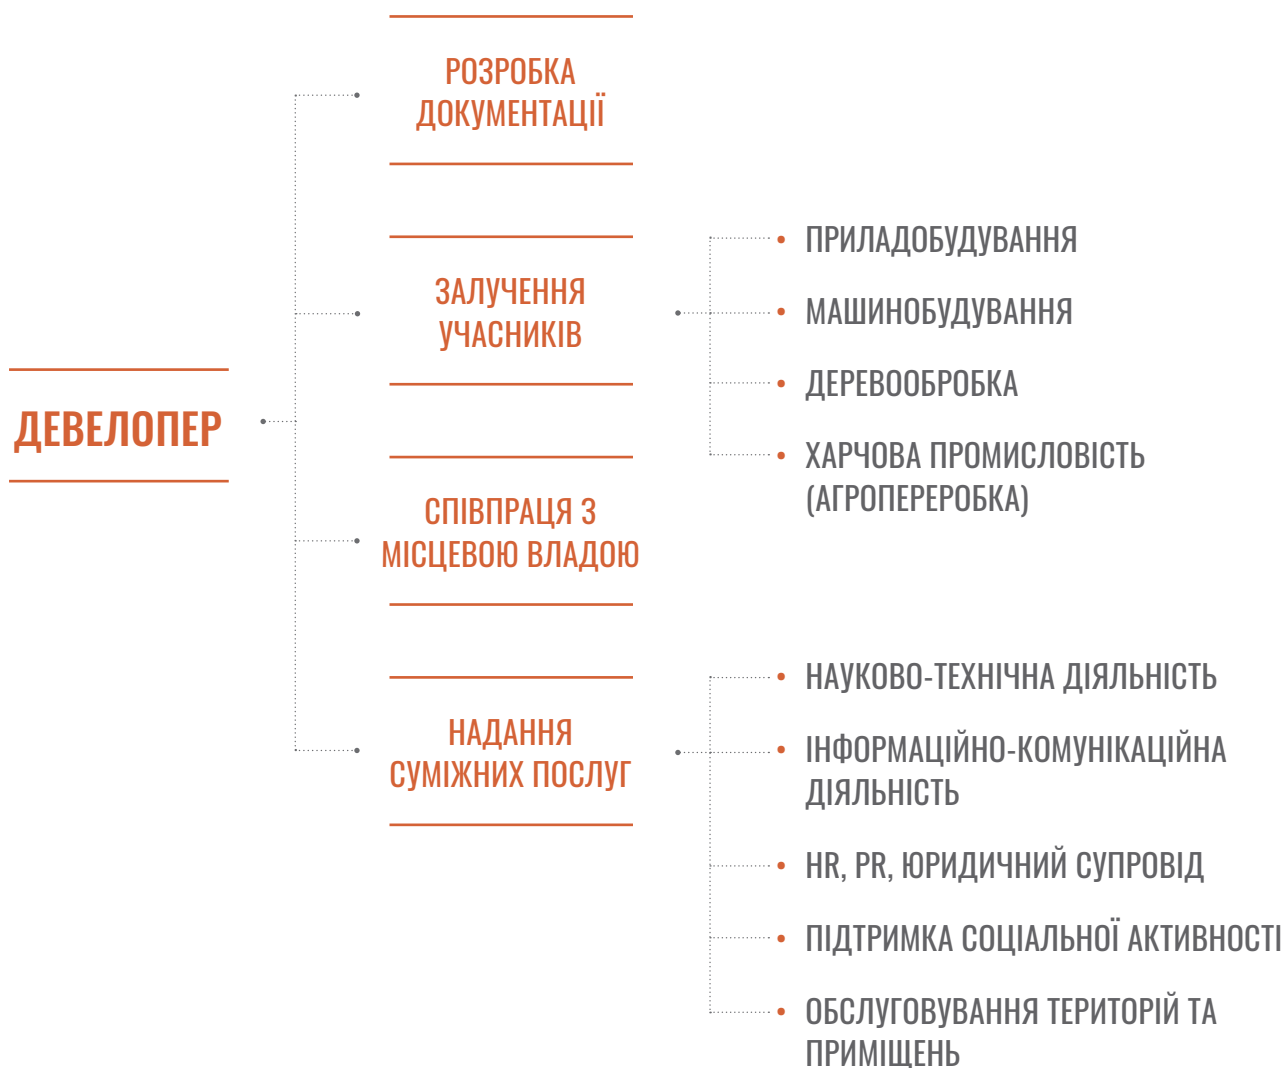 РОЗРОБКА
ДОКУМЕНТАЦІЇ
ЗАЛУЧЕННЯ
УЧАСНИКІВ
ПРИЛАДОБУДУВАННЯ
МАШИНОБУДУВАННЯ
ДЕРЕВООБРОБКА
ХАРЧОВА ПРОМИСЛОВІСТЬ
(АГРОПЕРЕРОБКА)
ДЕВЕЛОПЕР
СПІВПРАЦЯ З
МІСЦЕВОЮ ВЛАДОЮ
НАДАННЯ
СУМІЖНИХ ПОСЛУГ
НАУКОВО-ТЕХНІЧНА ДІЯЛЬНІСТЬ
ІНФОРМАЦІЙНО-КОМУНІКАЦІЙНА
ДІЯЛЬНІСТЬ
HR, PR, ЮРИДИЧНИЙ СУПРОВІД
ПІДТРИМКА СОЦІАЛЬНОЇ АКТИВНОСТІ
ОБСЛУГОВУВАННЯ ТЕРИТОРІЙ ТА
ПРИМІЩЕНЬ